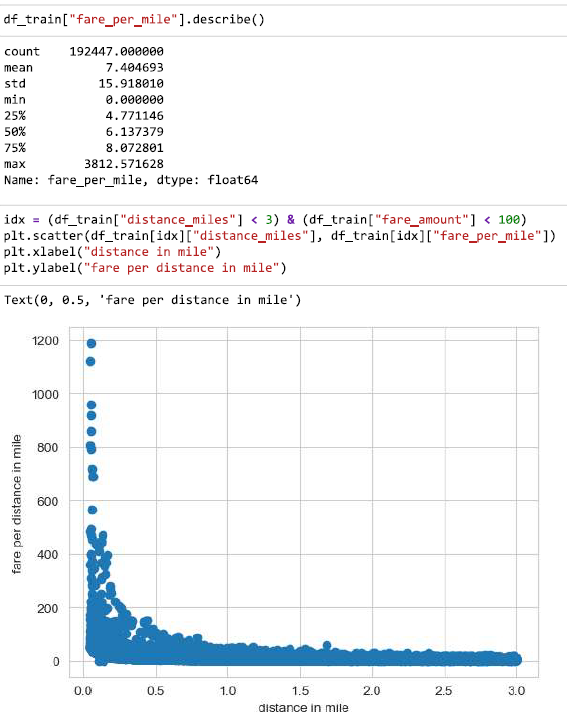 df_train["fare_per_mile"].describe()
count 192447.000000
mean 7.404693
std 15.918010
min 0.000000
25% 4.771146
50% 6.137379
75% 8.072801
max 3812.571628
Name: fare_per_mile, dtype: float64
idx = (df_train["distance_miles"] < 3) & (df_train["fare_amount"] < 100)
plt.scatter(df_train[idx]["distance_miles"], df_train[idx]["fare_per_mile"])
plt.xlabel("distance in mile")
plt.ylabel("fare per distance in mile")
Text(0, 0.5, 'fare per distance in mile')
1200
1000
800
600
400
200
0
fare per distance in mile
0.0 0.5 1.0 1.5 2.0 2.5 3.0
distance in mile